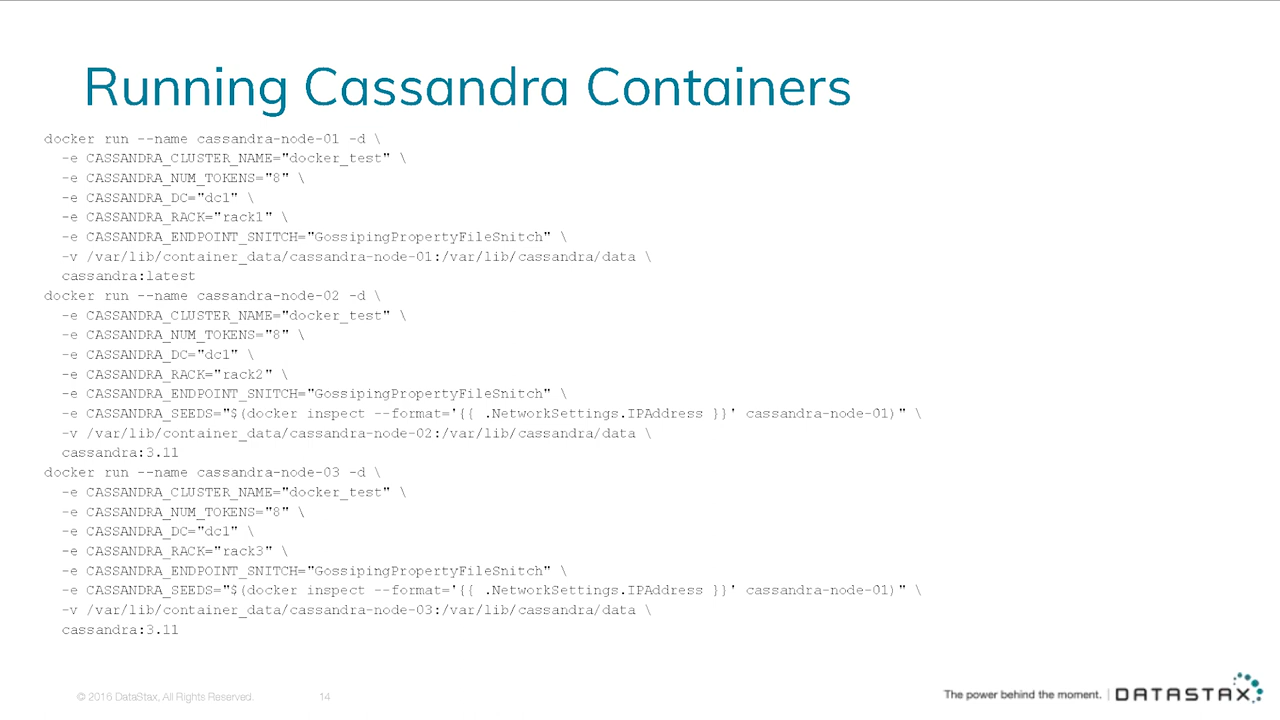 Running Cassandra Containers
docker run --name cassandra-node-01 -d \
-e CASSANDRA_CLUSTER_NAME="docker_test" \
-e CASSANDRA_NUM_TOKENS="8" \
-e CASSANDRA_DC="dc1" \
-e CASSANDRA_RACK="rack1" \
-e CASSANDRA_ENDPOINT_SNITCH="GossipingPropertyFileSnitch" \
-v /var/lib/container_data/cassandra-node-01:/var/lib/cassandra/data \
cassandra:latest
docker run --name cassandra-node-02 -d \
-e CASSANDRA_CLUSTER_NAME="docker_test" \
-e CASSANDRA_NUM_TOKENS="8" \
-e CASSANDRA_DC="dc1" \
-e CASSANDRA_RACK="rack2" \
-e CASSANDRA_ENDPOINT_SNITCH="GossipingPropertyFileSnitch" \
-e CASSANDRA_SEEDS="$(docker inspect --format='{{ .NetworkSettings.IPAddress }}' cassandra-node-01)" \
-v /var/lib/container_data/cassandra-node-02:/var/lib/cassandra/data \
cassandra:3.11
docker run --name cassandra-node-03 -d \
-e CASSANDRA_CLUSTER_NAME="docker_test" \
-e CASSANDRA_NUM_TOKENS="8" \
-e CASSANDRA_DC="dc1" \
-e CASSANDRA_RACK="rack3" \
-e CASSANDRA_ENDPOINT_SNITCH="GossipingPropertyFileSnitch" \
-e CASSANDRA_SEEDS="$(docker inspect --format='{{ .NetworkSettings.IPAddress }}' cassandra-node-01)" \
-v /var/lib/container_data/cassandra-node-03:/var/lib/cassandra/data \
cassandra:3.11
© 2016 DataStax, All Rights Reserved. 14 The power behind the moment. | DATASTAX